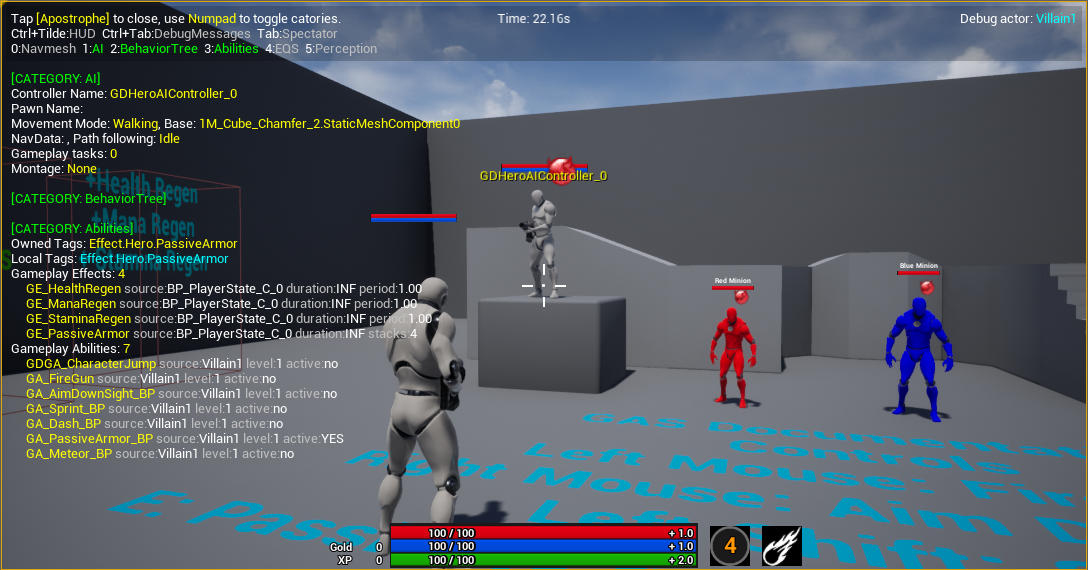 Tap [Apostrophe] to close, use Numpad to toggle catories.
Ctrl+Tilde:HUD Ctrl+Tab:DebugMessages Tab:Spectator
0:Navmesh 1:AI 2:BehaviorTree 3:Abilities 4:EQS 5:Perception
Time: 22.16s
Debug actor: Villain1
[CATEGORY: AI]
Controller Name: GDHeroAIController_0
Pawn Name:
Movement Mode: Walking, Base: 1M_Cube_Chamfer_2.StaticMeshComponent0
NavData: , Path following: Idle
Gameplay tasks: 0
Montage: None
[CATEGORY: BehaviorTree]
[CATEGORY: Abilities]
Owned Tags: Effect.Hero.PassiveArmor
Local Tags: Effect.Hero.PassiveArmor
Gameplay Effects: 4
GE_HealthRegen source:BP_PlayerState_C_0 duration:INF period:1.00
GE_ManaRegen source:BP_PlayerState_C_0 duration:INF period:1.00
GE_StaminaRegen source:BP_PlayerState_C_0 duration:INF period:1.00
GE_PassiveArmor source:BP_PlayerState_C_0 duration:INF stacks:4
Gameplay Abilities: 7
GDGA_CharacterJump source:Villain1 level:1 active:no
GA_FireGun source:Villain1 level:1 active:no
GA_AimDownSight_BP source:Villain1 level:1 active:no
GA_Sprint_BP source:Villain1 level:1 active:no
GA_Dash_BP source:Villain1 level:1 active:no
GA_PassiveArmor_BP source:Villain1 level:1 active:YES
GA_Meteor_BP source:Villain1 level:1 active:no
+Health Regen
+Mana Regen
+Stamina Regen
GDHeroAIController_0
Red Minion
Blue Minion
GAS Documentat
Controls
Left Mouse: Fi
Right Mouse: Aim D
Left Shift:
E: Passi
Gold 0
XP 0
100 / 100 + 1.0
100 / 100 + 1.0
100 / 100 + 2.0
4